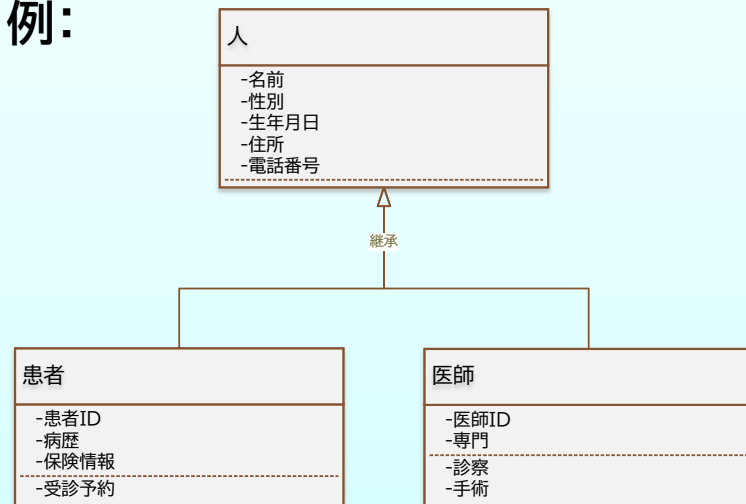 例:
人
-名前
-性別
-生年月日
-住所
-電話番号
継承
患者
-患者ID
-病歴
-保険情報
-受診予約
医師
-医師ID
-専門
-診察
-手術